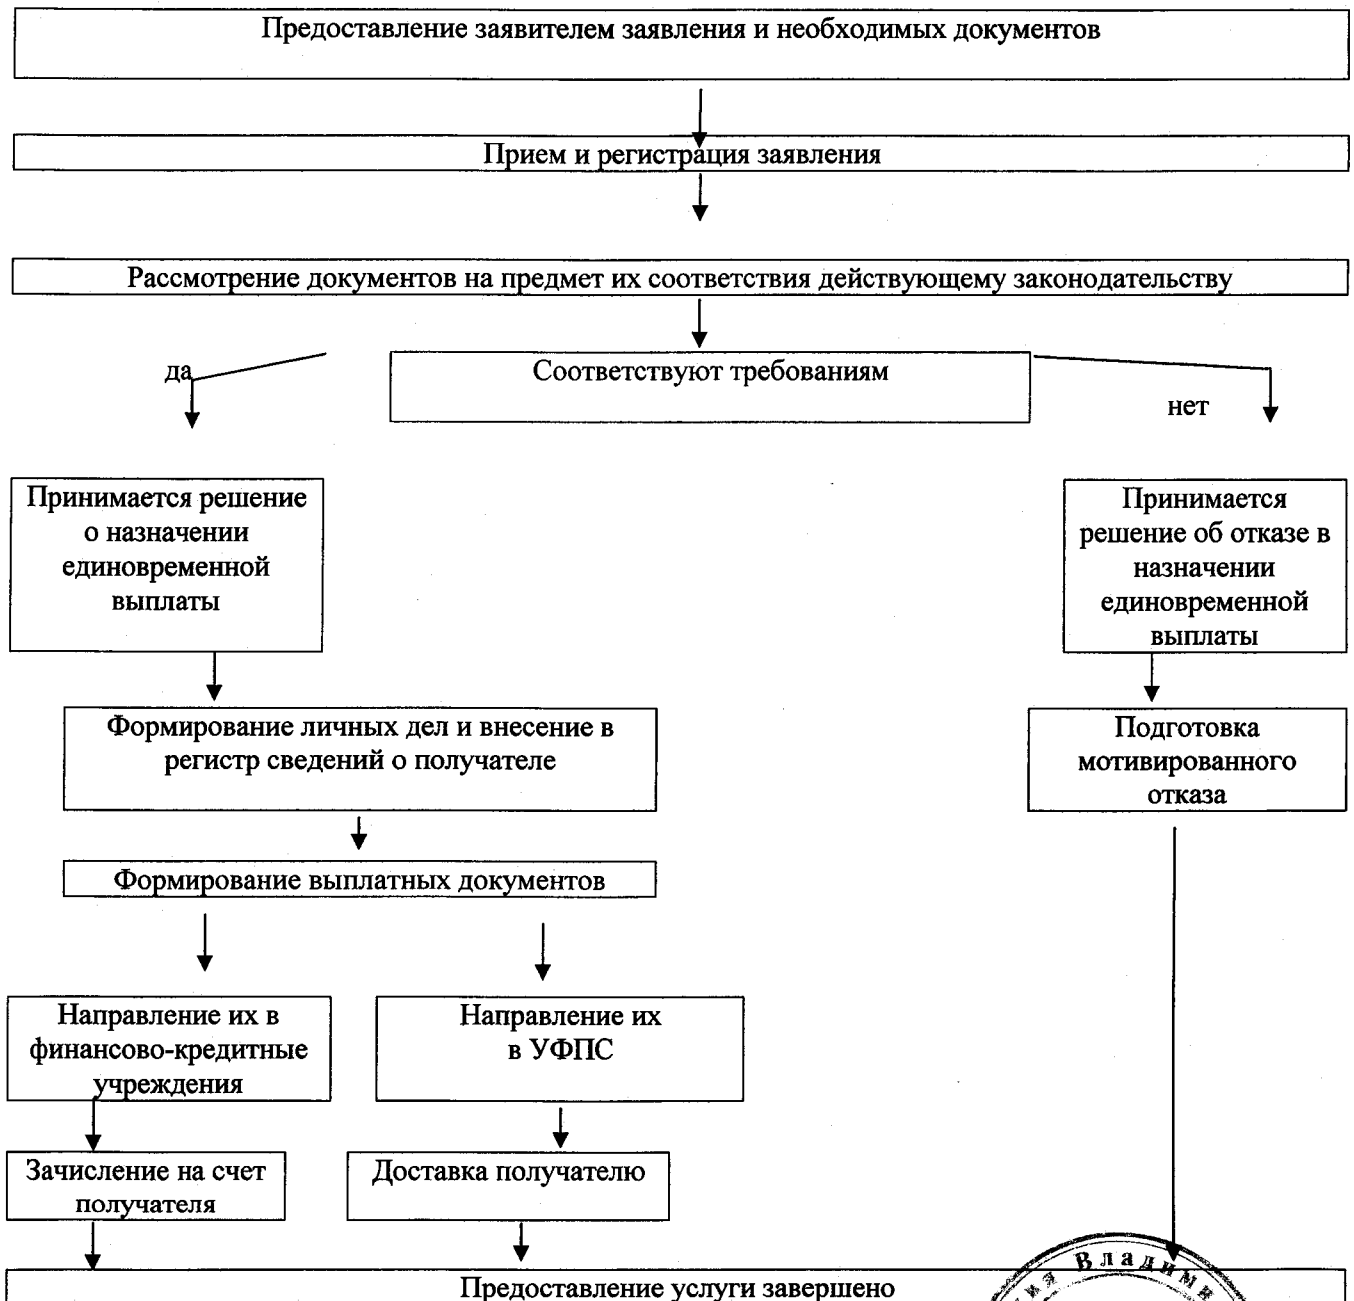 Предоставление заявителем заявления и необходимых документов
Прием и регистрация заявления
Рассмотрение документов на предмет их соответствия действующему законодательству
да
Соответствуют требованиям
нет
Принимается решение
о назначении
единовременной
выплаты
Принимается
решение об отказе в
назначении
единовременной
выплаты
Формирование личных дел и внесение в
регистр сведений о получателе
Подготовка
мотивированного
отказа
Формирование выплатных документов
Направление их в
финансово-кредитные
учреждения
Направление их
в УФПС
Зачисление на счет
получателя
Доставка получателю
Предоставление услуги завершено